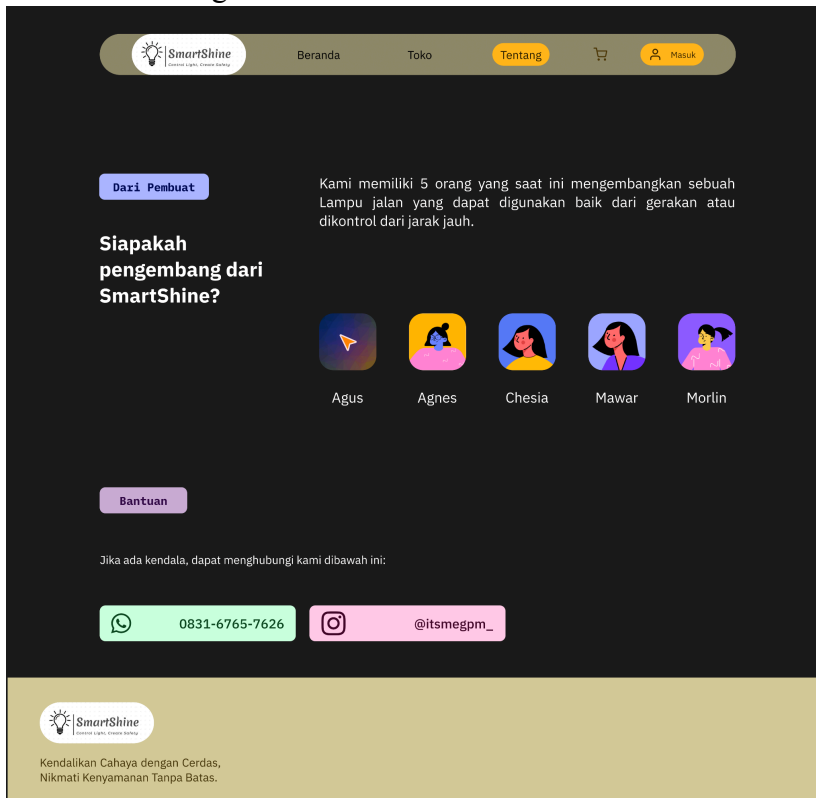 SmartShine
Control Light, Create Safety
Beranda
Toko
Tentang
Masuk
Dari Pembuat
Siapakah
pengembang dari
SmartShine?
Kami memiliki 5 orang yang saat ini mengembangkan sebuah
Lampu jalan yang dapat digunakan baik dari gerakan atau
dikontrol dari jarak jauh.
Agus
Agnes
Chesia
Mawar
Morlin
Bantuan
Jika ada kendala, dapat menghubungi kami dibawah ini:
0831-6765-7626
@itsmegpm_
SmartShine
Control Light, Create Safety
Kendalikan Cahaya dengan Cerdas,
Nikmati Kenyamanan Tanpa Batas.